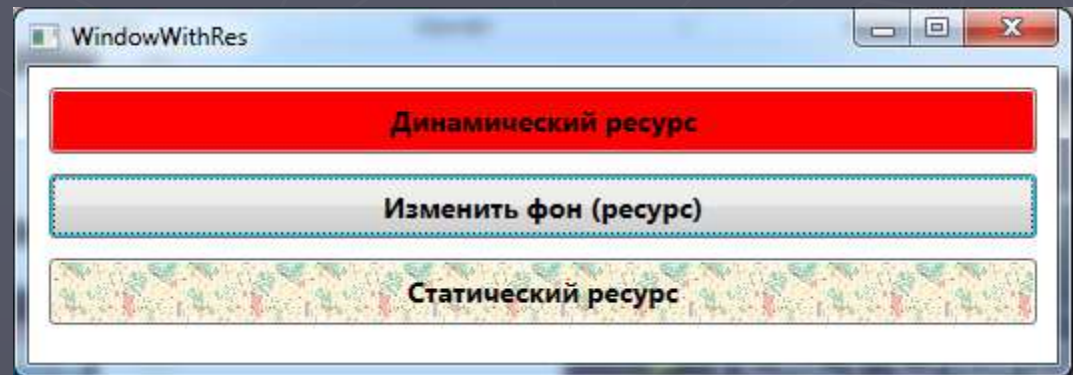 WindowWithRes
Динамический ресурс
Изменить фон (ресурс)
Статический ресурс